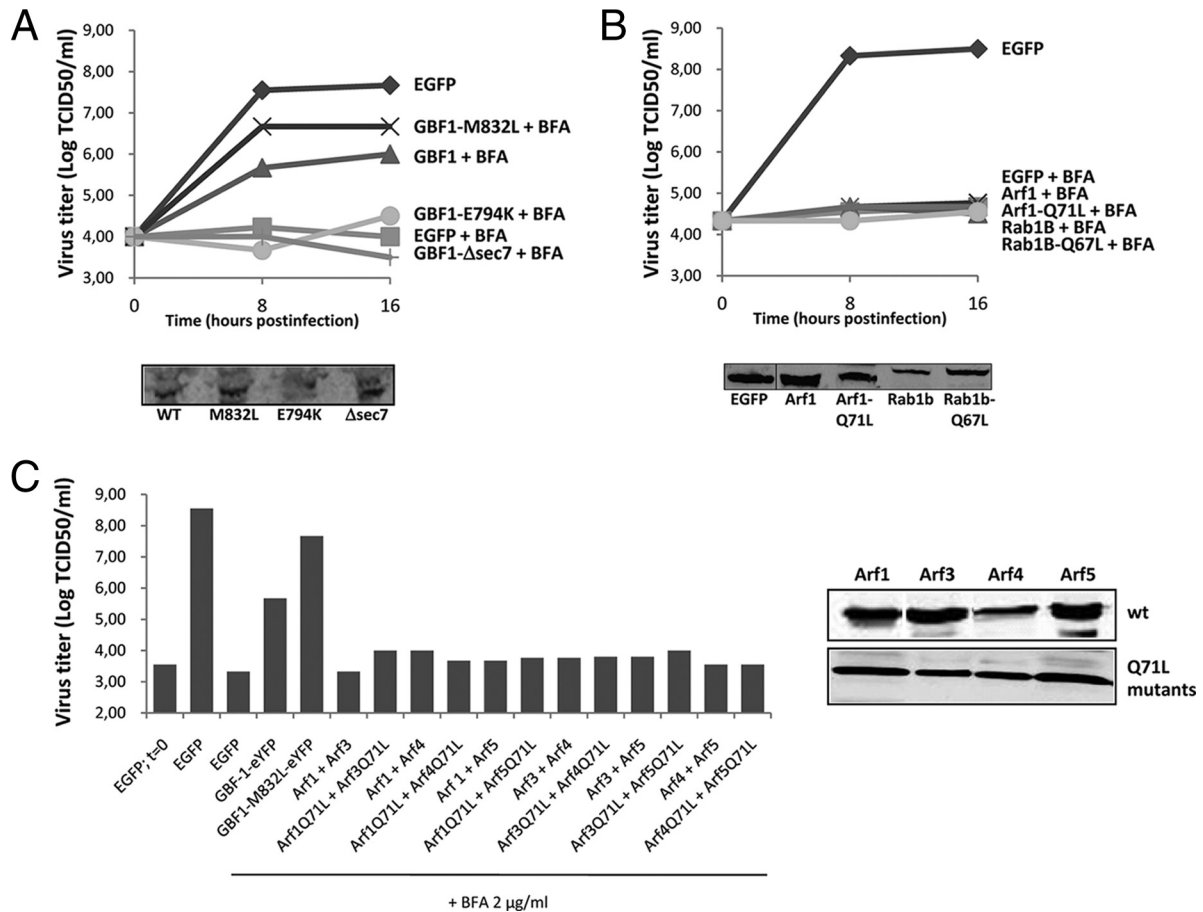 A
Virus titer (Log TCID50/ml)
9,00
8,00
7,00
6,00
5,00
4,00
3,00
0
8
16
Time (hours postinfection)
EGFP
GBF1-M832L + BFA
GBF1 + BFA
GBF1-E794K + BFA
EGFP + BFA
GBF1-Δsec7 + BFA
WT
M832L
E794K
Δsec7
B
Virus titer (Log TCID50/ml)
9,00
8,00
7,00
6,00
5,00
4,00
3,00
0
8
16
Time (hours postinfection)
EGFP
EGFP + BFA
Arf1 + BFA
Arf1-Q71L + BFA
Rab1B + BFA
Rab1B-Q67L + BFA
EGFP
Arf1
Arf1-
Q71L
Rab1b
Rab1b-
Q67L
C
Virus titer (Log TCID50/ml)
9,00
8,00
7,00
6,00
5,00
4,00
3,00
2,00
EGFP; t=0
EGFP
EGFP
GBF-1-eYFP
GBF1-M832L-eYFP
Arf1 + Arf3
Arf1Q71L + Arf3Q71L
Arf1 + Arf4
Arf1Q71L + Arf4Q71L
Arf 1 + Arf5
Arf1Q71L + Arf5Q71L
Arf3 + Arf4
Arf3Q71L + Arf4Q71L
Arf3 + Arf5
Arf3Q71L + Arf5Q71L
Arf4 + Arf5
Arf4Q71L + Arf5Q71L
+ BFA 2 µg/ml
Arf1
Arf3
Arf4
Arf5
wt
Q71L
mutants